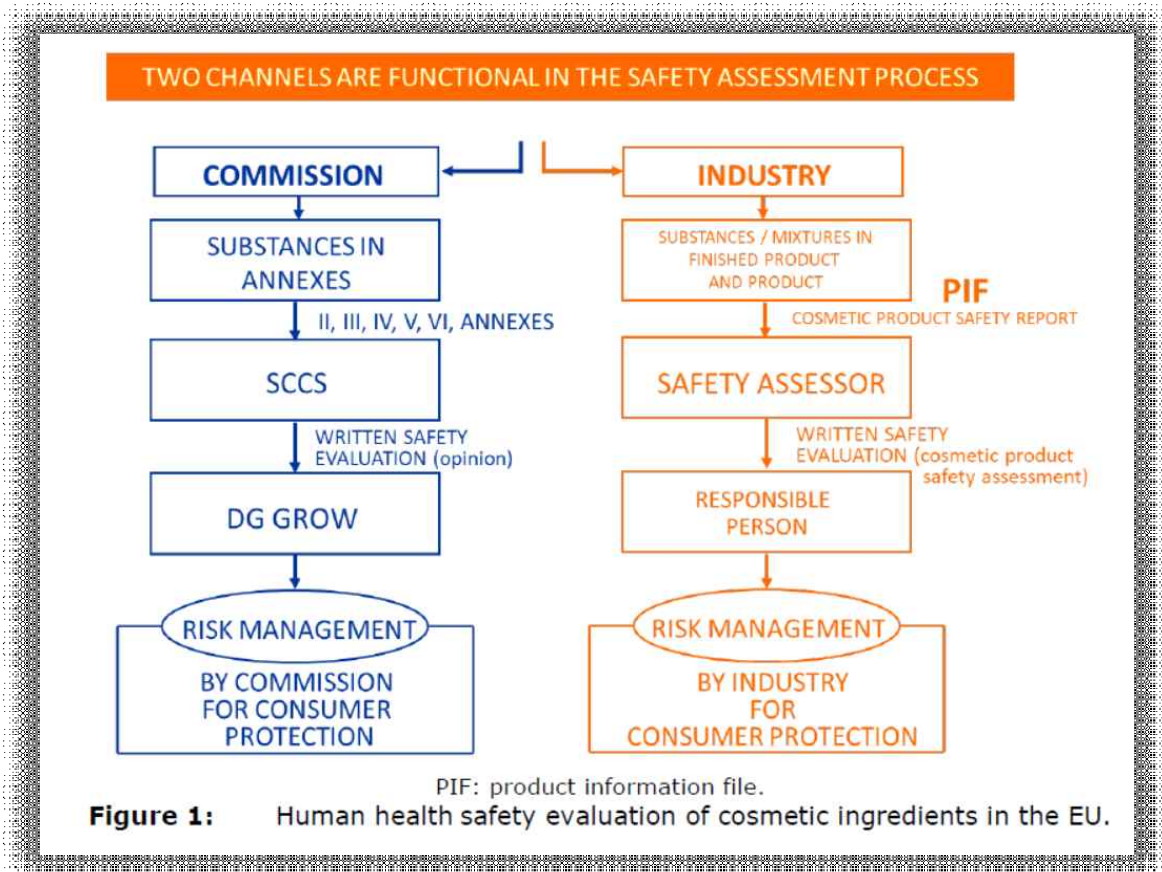 TWO CHANNELS ARE FUNCTIONAL IN THE SAFETY ASSESSMENT PROCESS
COMMISSION
SUBSTANCES IN
ANNEXES
II, III, IV, V, VI, ANNEXES
SCCS
WRITTEN SAFETY
EVALUATION (opinion)
DG GROW
RISK MANAGEMENT
BY COMMISSION
FOR CONSUMER
PROTECTION
INDUSTRY
SUBSTANCES / MIXTURES IN
FINISHED PRODUCT
AND PRODUCT
PIF
COSMETIC PRODUCT SAFETY REPORT
SAFETY ASSESSOR
WRITTEN SAFETY
EVALUATION (cosmetic product
safety assessment)
RESPONSIBLE
PERSON
RISK MANAGEMENT
BY INDUSTRY
FOR
CONSUMER PROTECTION
PIF: product information file.
Figure 1: Human health safety evaluation of cosmetic ingredients in the EU.